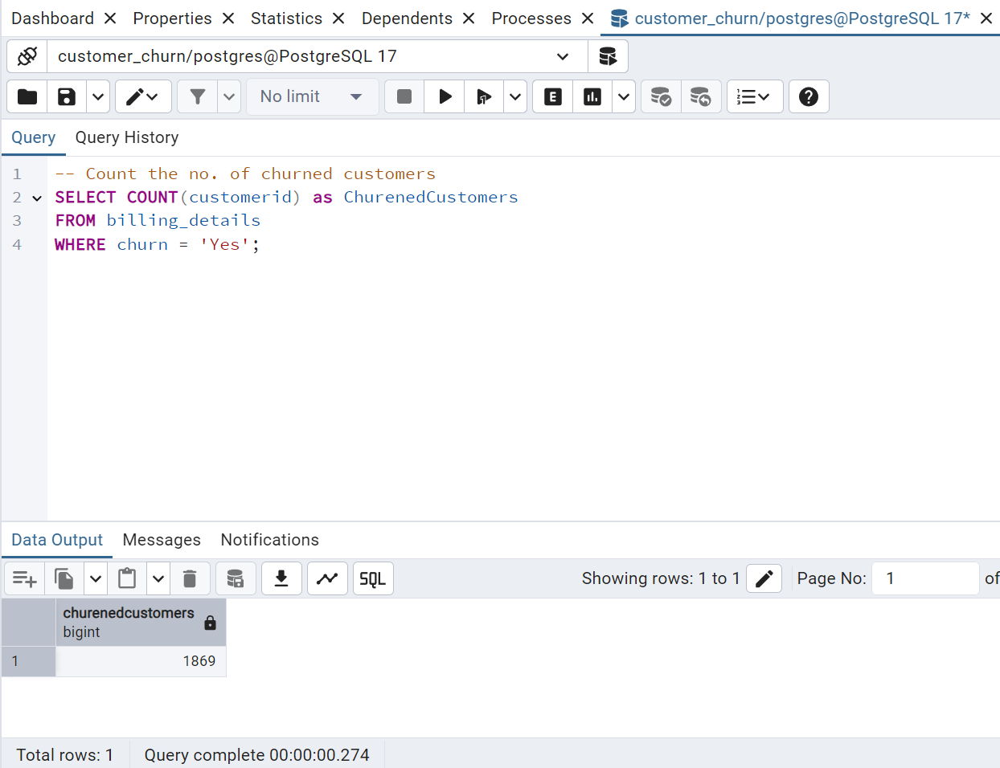 Dashboard Properties Statistics Dependents Processes customer_churn/postgres@PostgreSQL 17*
customer_churn/postgres@PostgreSQL 17
No limit E
Query Query History
1 -- Count the no. of churned customers
2 SELECT COUNT(customerid) as ChurenedCustomers
3 FROM billing_details
4 WHERE churn = 'Yes';
Data Output Messages Notifications
SQL Showing rows: 1 to 1 Page No: 1 of
churenedcustomers
bigint
1 1869
Total rows: 1 Query complete 00:00:00.274